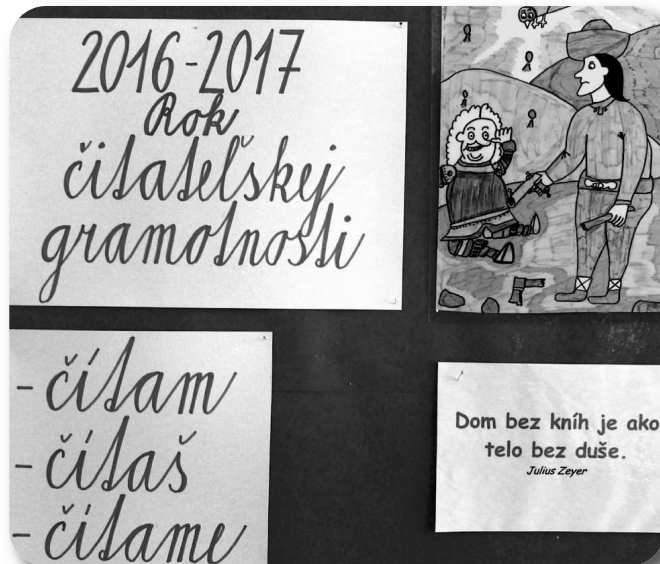 2016-2017
Rok
čitateľskej
gramotnosti
- čítam
- čítaš
- čítame
Dom bez kníh je ako
telo bez duše.
Julius Zeyer